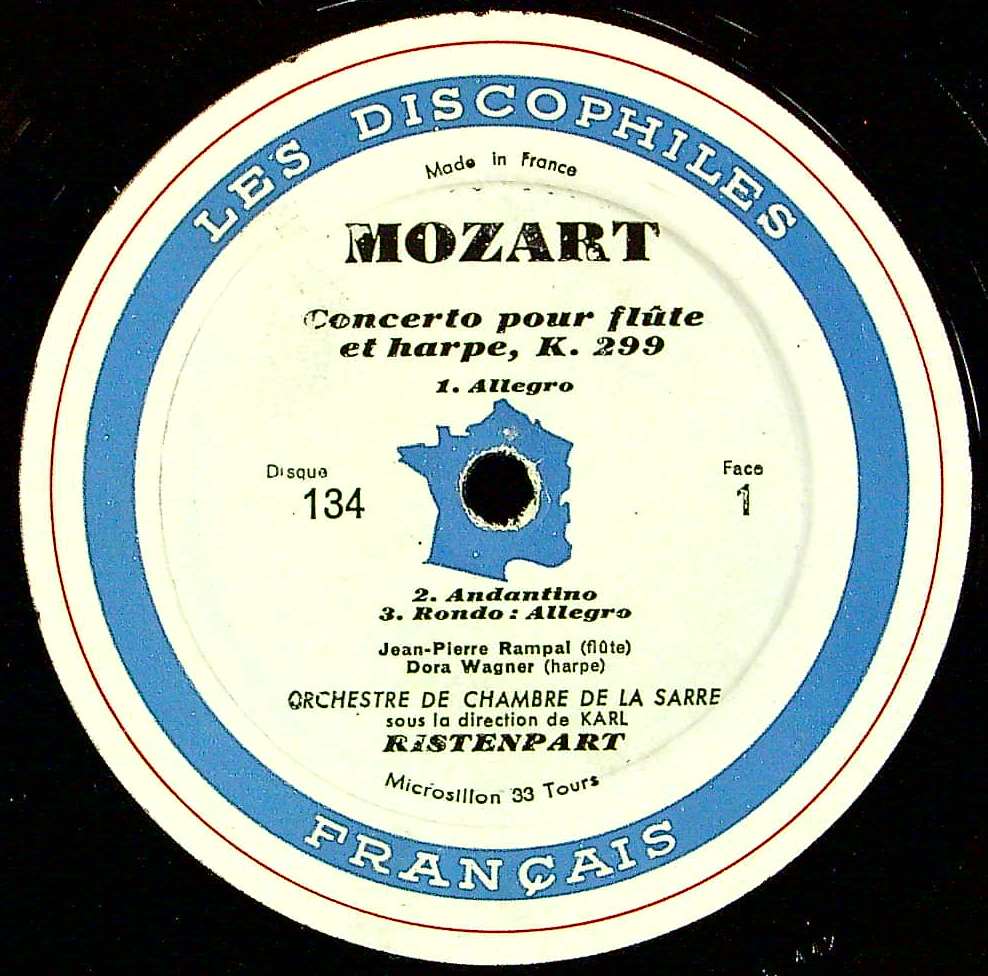 LES DISCOPHILES
Made in France
MOZART
Concerto pour flûte
et harpe, K. 299
1. Allegro
Disque
134
Face
1
2. Andantino
3. Rondo : Allegro
Jean-Pierre Rampal (flûte)
Dora Wagner (harpe)
ORCHESTRE DE CHAMBRE DE LA SARRE
sous la direction de KARL
RISTENPART
Microsillon 33 Tours
FRANÇAIS